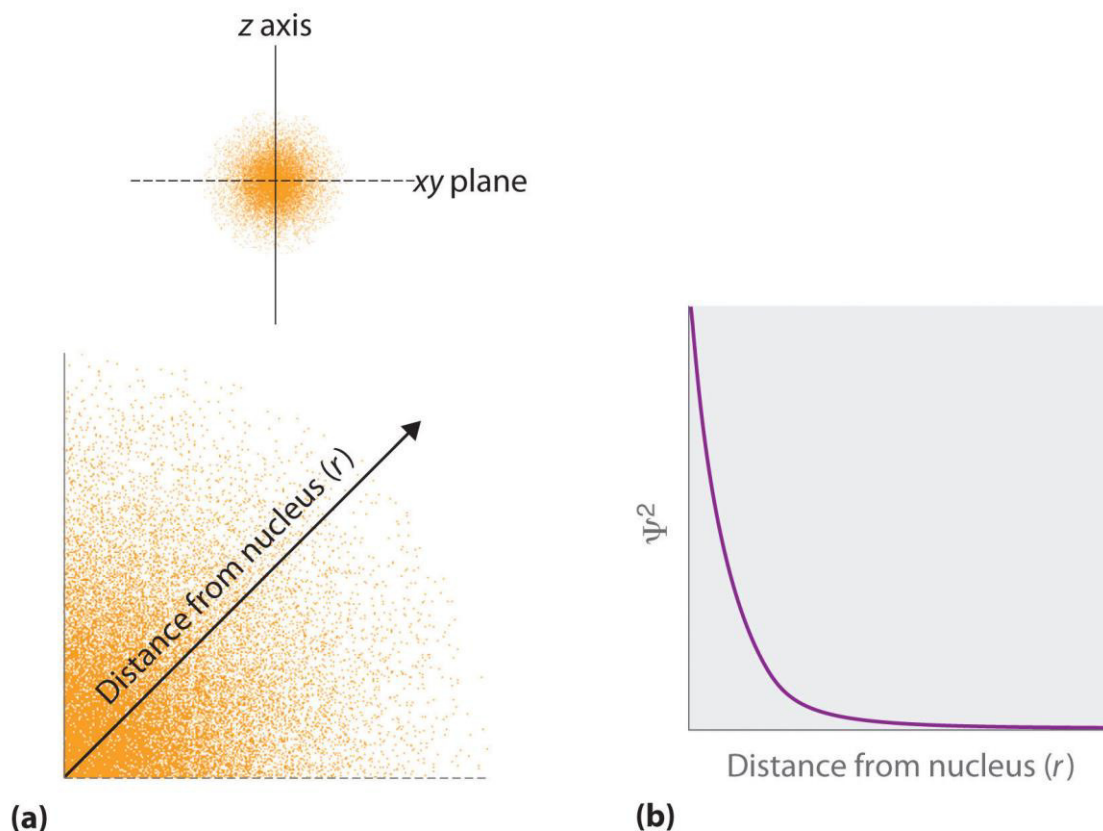 z axis
xy plane
Distance from nucleus (r)
(a)
Ψ²
Distance from nucleus (r)
(b)